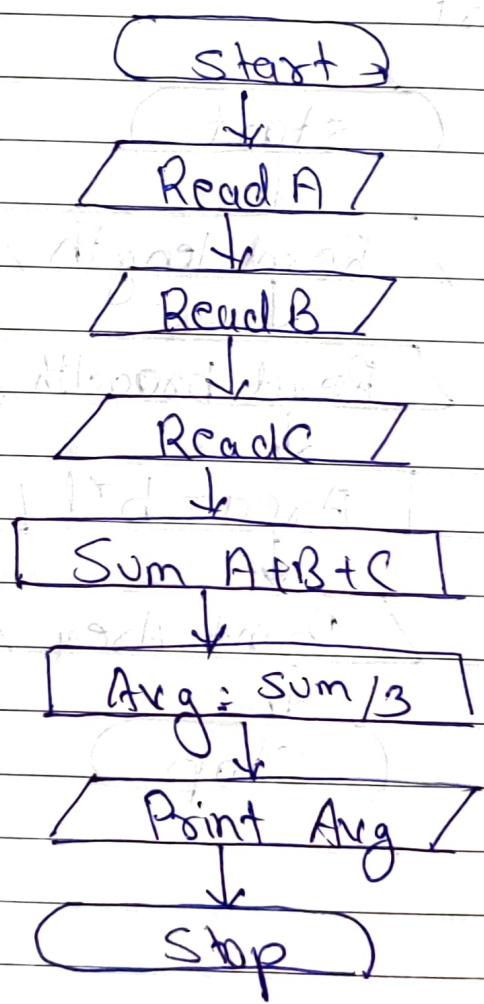 Start
Read A
Read B
Read C
Sum A+B+C
Avg = Sum /3
Print Avg
Stop